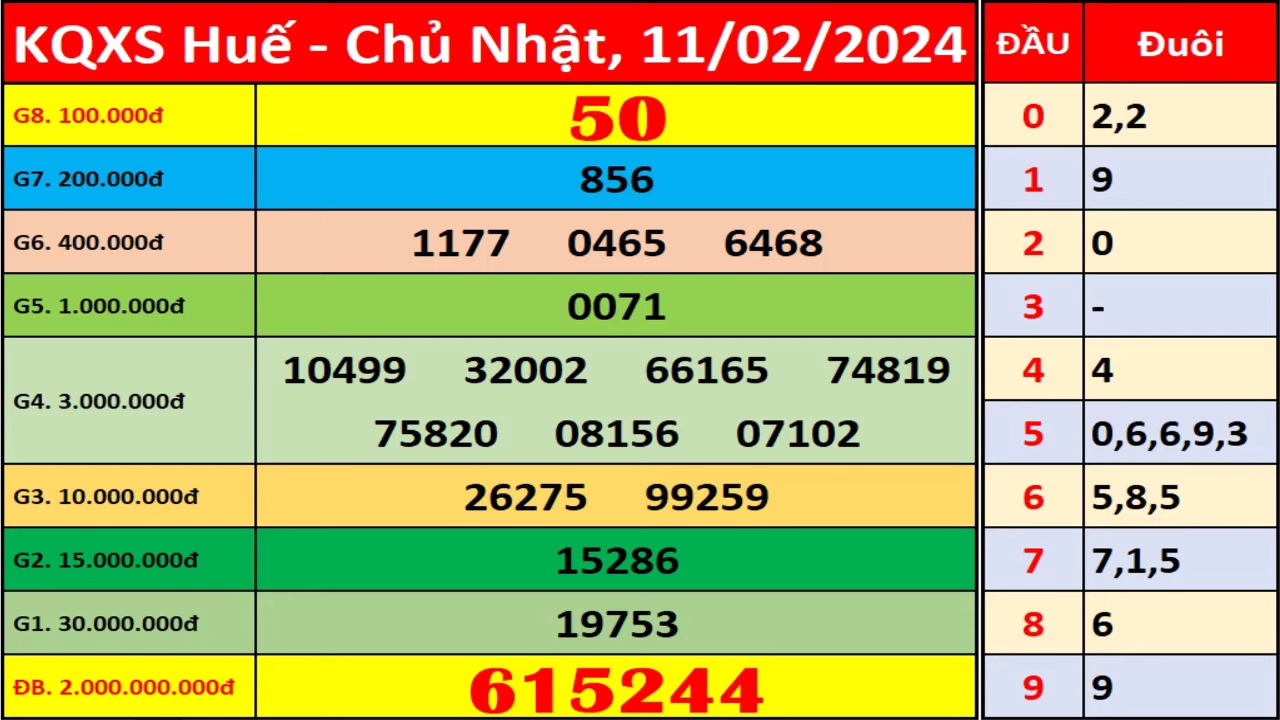 KQXS Huế - Chủ Nhật, 11/02/2024 ĐẦU Đuôi
G8. 100.000đ 50 0 2,2
G7. 200.000đ 856 1 9
G6. 400.000đ 1177 0465 6468 2 0
G5. 1.000.000đ 0071 3 -
10499 32002 66165 74819 4 4
G4. 3.000.000đ
75820 08156 07102 5 0,6,6,9,3
G3. 10.000.000đ 26275 99259 6 5,8,5
G2. 15.000.000đ 15286 7 7,1,5
G1. 30.000.000đ 19753 8 6
ĐB. 2.000.000.000đ 615244 9 9